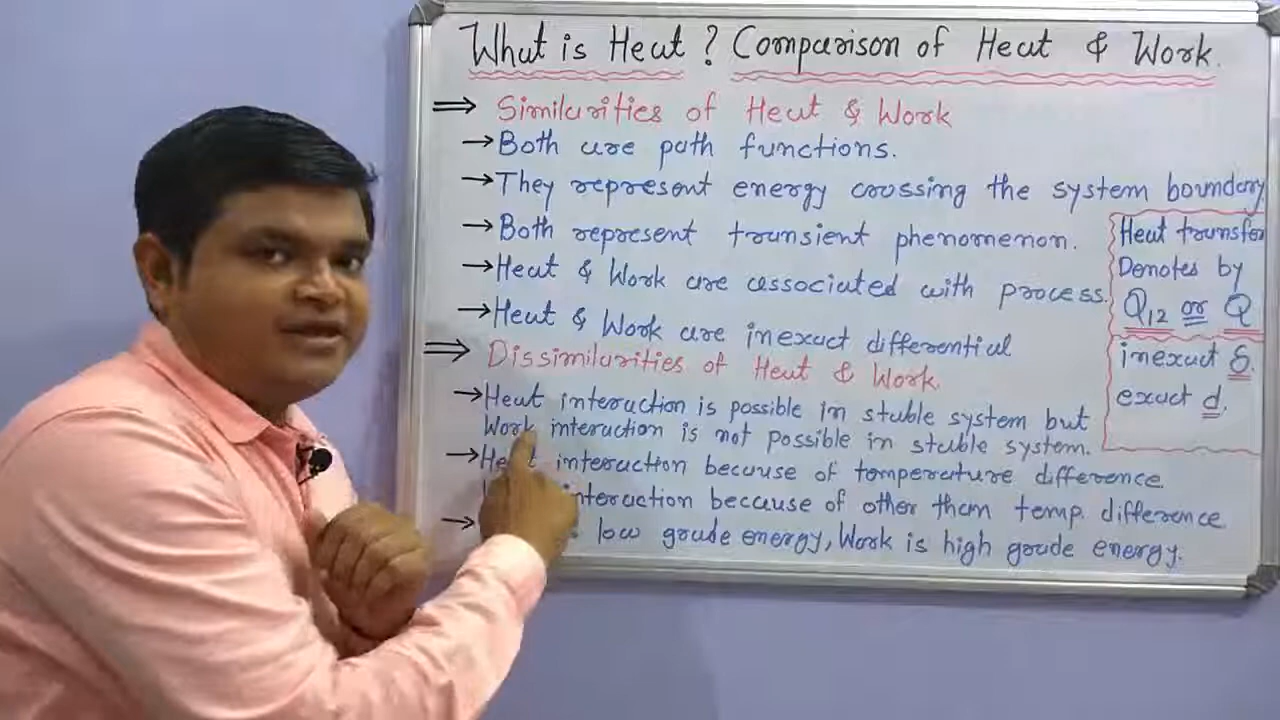 What is Heat? Comparison of Heat & Work.
⇒ Similarities of Heat & Work
→ Both are path functions.
→ They represent energy crossing the system boundary
→ Both represent transient phenomenon.
→ Heat & Work are associated with process.
→ Heat & Work are inexact differential
Heat transfer
Denotes by
Q12 or Q
inexact δ.
exact d.
⇒ Dissimilarities of Heat & Work.
→ Heat interaction is possible in stable system but
Work interaction is not possible in stable system.
→ Heat interaction because of temperature difference
interaction because of other than temp. difference
→ low grade energy, Work is high grade energy.